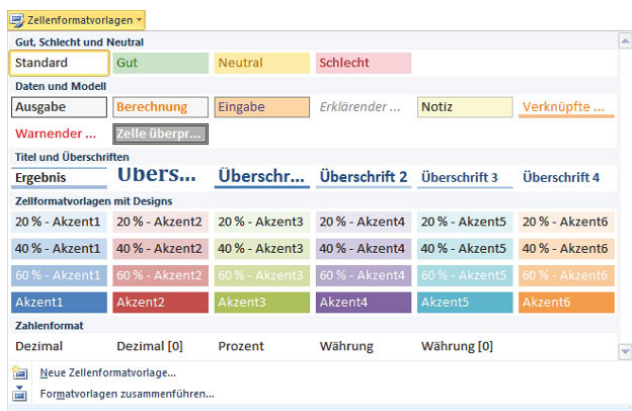 Zellenformatvorlagen
Gut, Schlecht und Neutral
Standard Gut Neutral Schlecht
Daten und Modell
Ausgabe Berechnung Eingabe Erklärender ... Notiz Verknüpfte ...
Warnender ... Zelle überpr...
Titel und Überschriften
Ergebnis Übers... Überschr... Überschrift 2 Überschrift 3 Überschrift 4
Zellformatvorlagen mit Designs
20 % - Akzent1 20 % - Akzent2 20 % - Akzent3 20 % - Akzent4 20 % - Akzent5 20 % - Akzent6
40 % - Akzent1 40 % - Akzent2 40 % - Akzent3 40 % - Akzent4 40 % - Akzent5 40 % - Akzent6
60 % - Akzent1 60 % - Akzent2 60 % - Akzent3 60 % - Akzent4 60 % - Akzent5 60 % - Akzent6
Akzent1 Akzent2 Akzent3 Akzent4 Akzent5 Akzent6
Zahlenformat
Dezimal Dezimal [0] Prozent Währung Währung [0]
Neue Zellenformatvorlage...
Formatvorlagen zusammenführen...